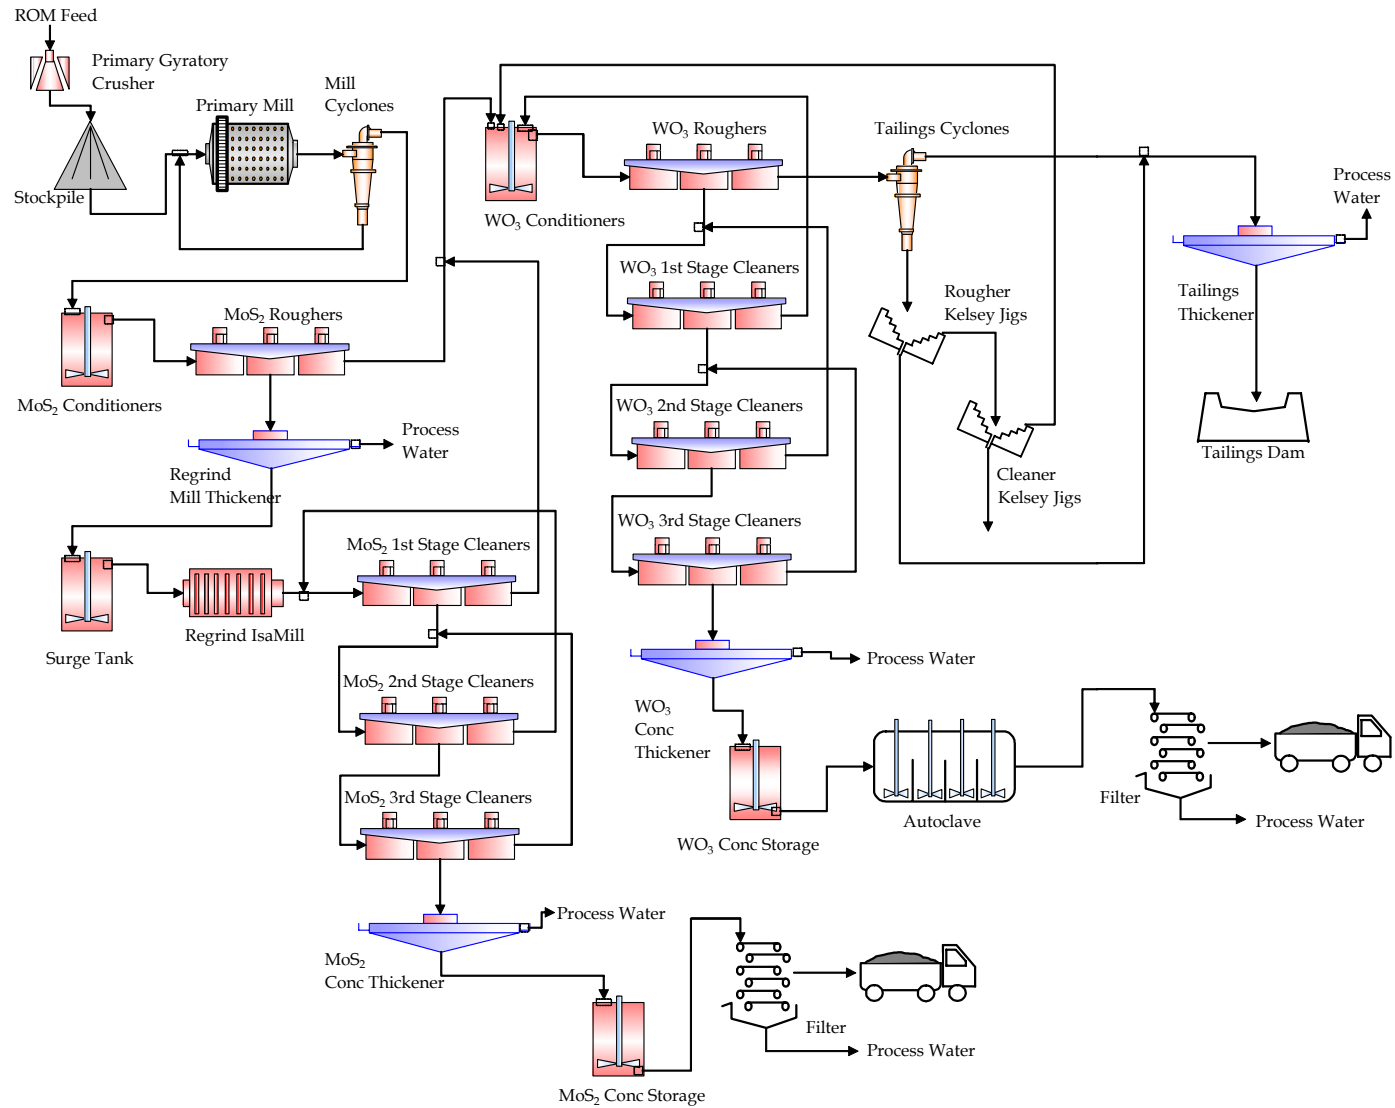 ROM Feed
Primary Gyratory
Crusher
Stockpile
Primary Mill
Mill
Cyclones
WO₃ Conditioners
WO₃ Roughers
Tailings Cyclones
Process
Water
Tailings
Thickener
Tailings Dam
WO₃ 1st Stage Cleaners
Rougher
Kelsey Jigs
MoS₂ Roughers
MoS₂ Conditioners
Process
Water
WO₃ 2nd Stage Cleaners
Cleaner
Kelsey Jigs
Regrind
Mill Thickener
WO₃ 3rd Stage Cleaners
MoS₂ 1st Stage Cleaners
Surge Tank
Regrind IsaMill
Process Water
MoS₂ 2nd Stage Cleaners
WO₃
Conc
Thickener
MoS₂ 3rd Stage Cleaners
WO₃ Conc Storage
Autoclave
Filter
Process Water
Process Water
MoS₂
Conc Thickener
Filter
Process Water
MoS₂ Conc Storage